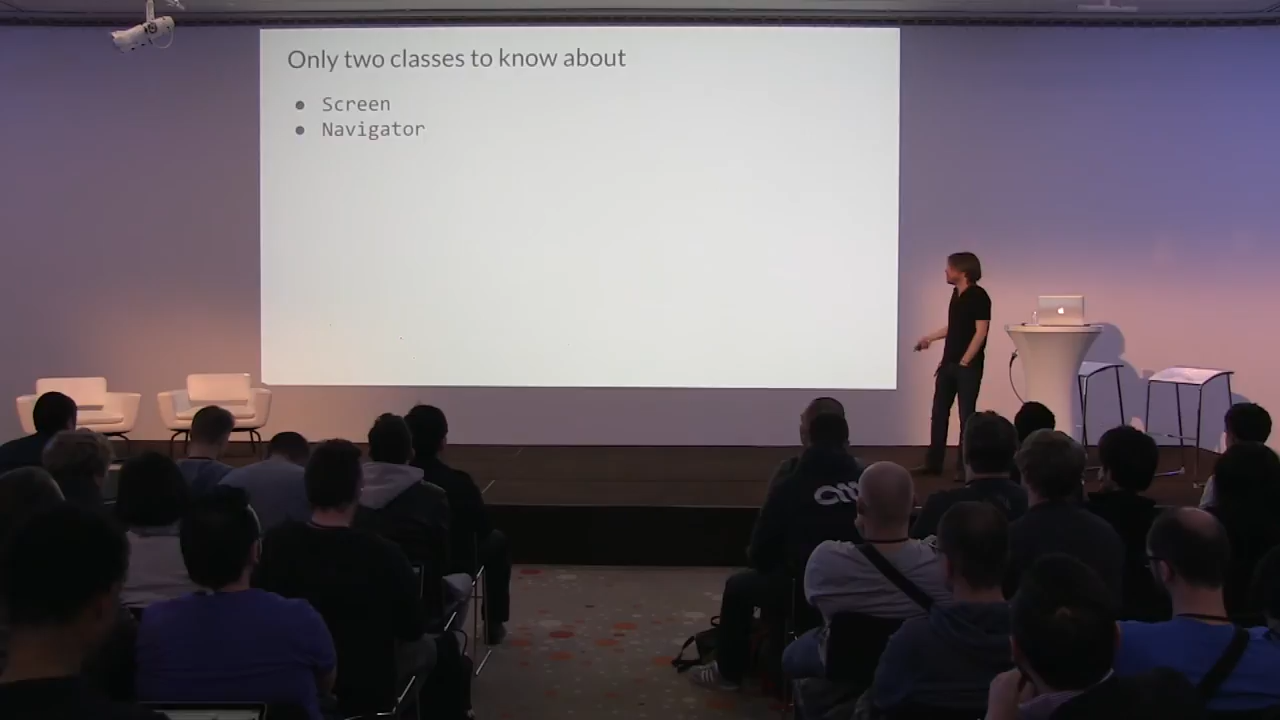 Only two classes to know about
● Screen
● Navigator